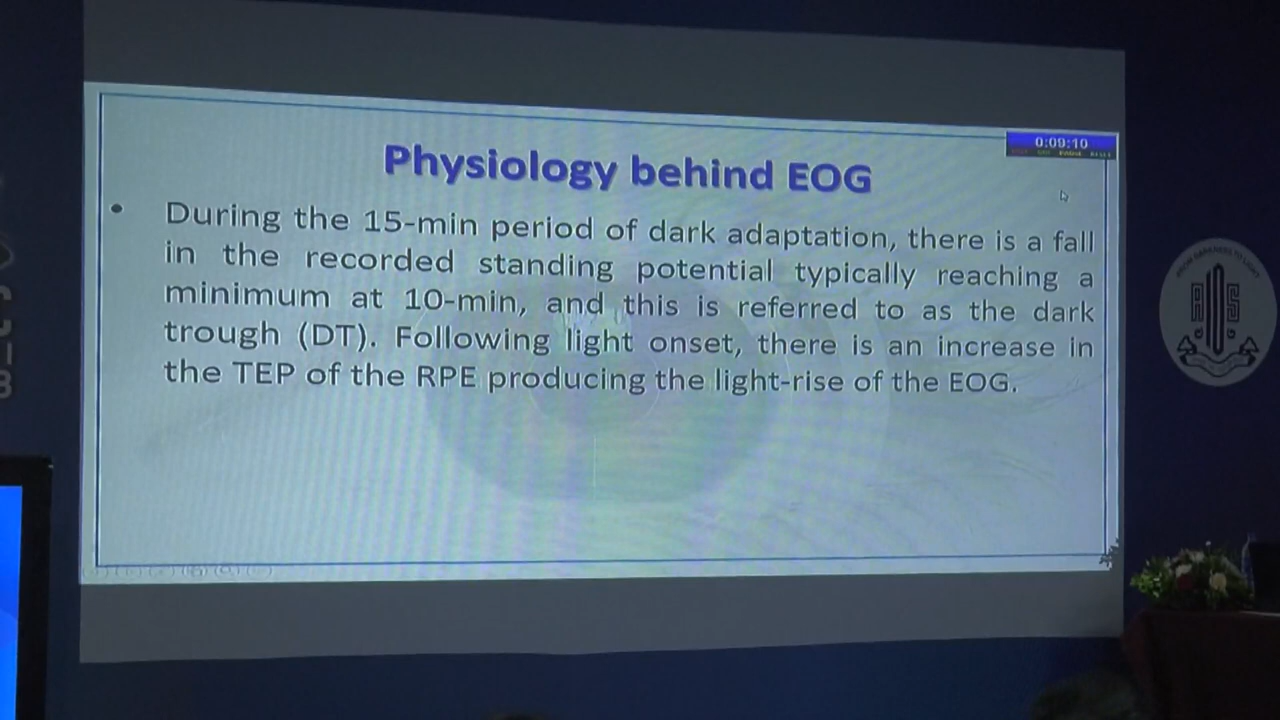 0:09:10
Physiology behind EOG
• During the 15-min period of dark adaptation, there is a fall
in the recorded standing potential typically reaching a
minimum at 10-min, and this is referred to as the dark
trough (DT). Following light onset, there is an increase in
the TEP of the RPE producing the light-rise of the EOG.